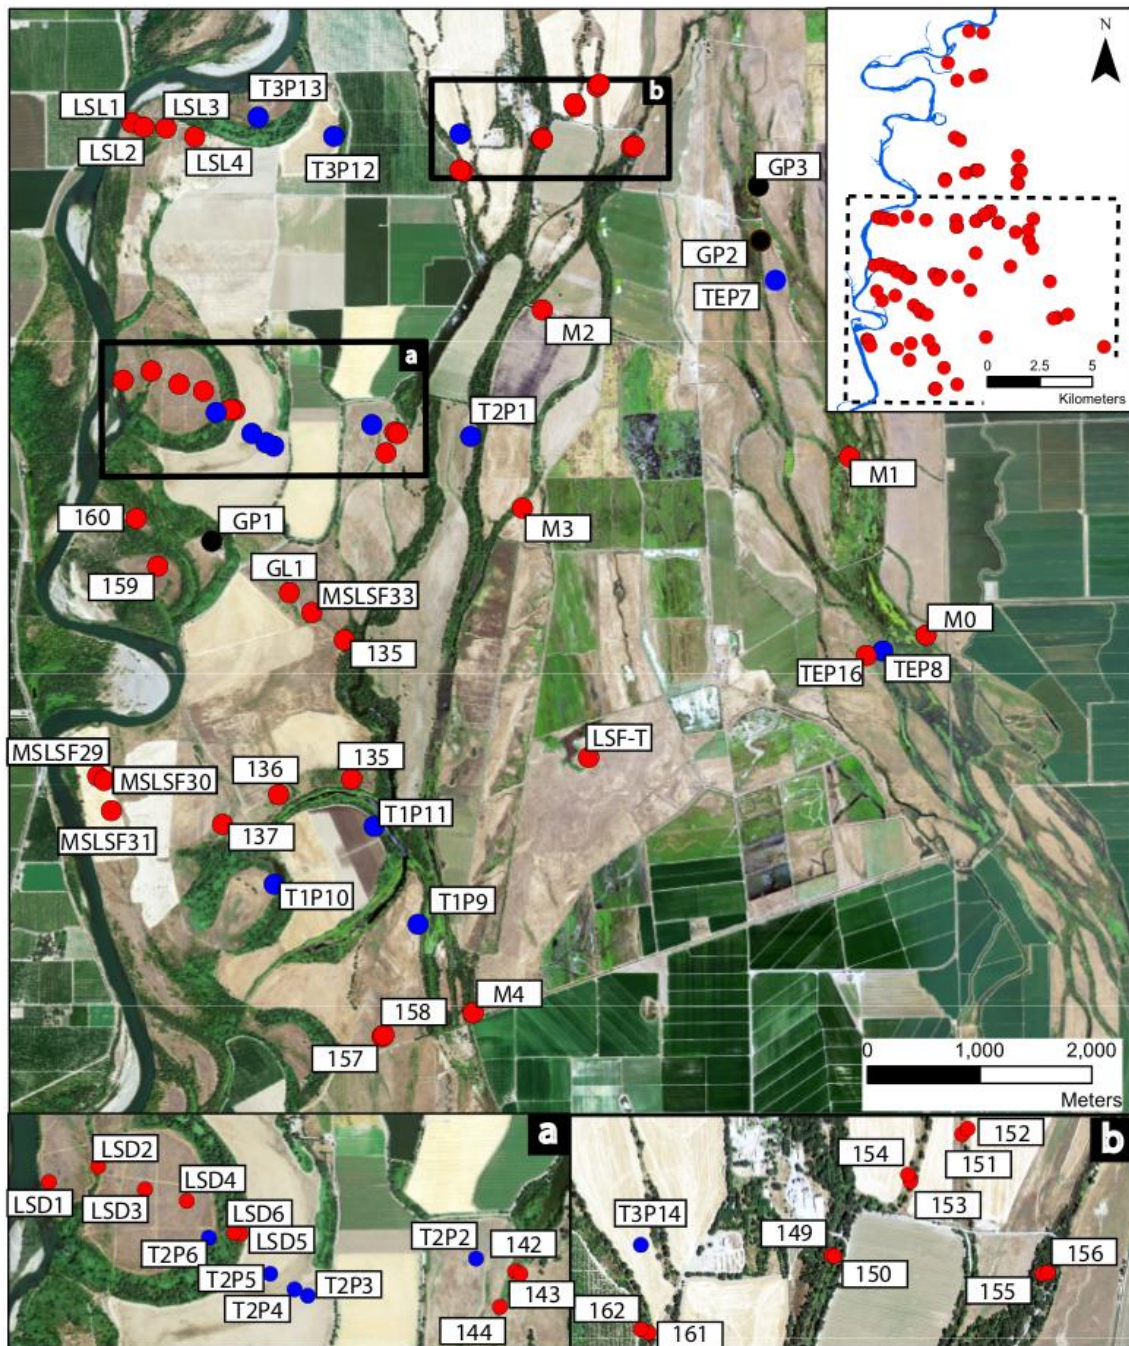 N
0 2.5 5
Kilometers
b
a
T3P13
LSL1
LSL3
LSL2
LSL4
T3P12
GP3
GP2
TEP7
M2
T2P1
M1
160
GP1
M3
159
GL1
MSLSF33
135
M0
TEP16
TEP8
LSF-T
MSLSF29
MSLSF30
136
135
MSLSF31
137
T1P11
T1P10
T1P9
158
M4
157
0 1,000 2,000
Meters
a
LSD2
LSD4
LSD1
LSD3
LSD6
LSD5
T2P6
T2P2
142
T2P5
T2P3
143
T2P4
144
b
152
154
151
153
T3P14
149
156
150
155
162
161